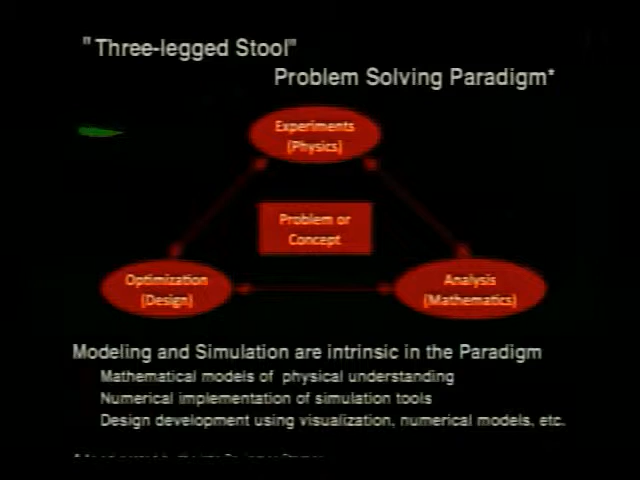 "Three-legged Stool"
Problem Solving Paradigm*
Experiments
(Physics)
Problem or
Concept
Optimization
(Design)
Analysis
(Mathematics)
Modeling and Simulation are intrinsic in the Paradigm
Mathematical models of physical understanding
Numerical implementation of simulation tools
Design development using visualization, numerical models, etc.